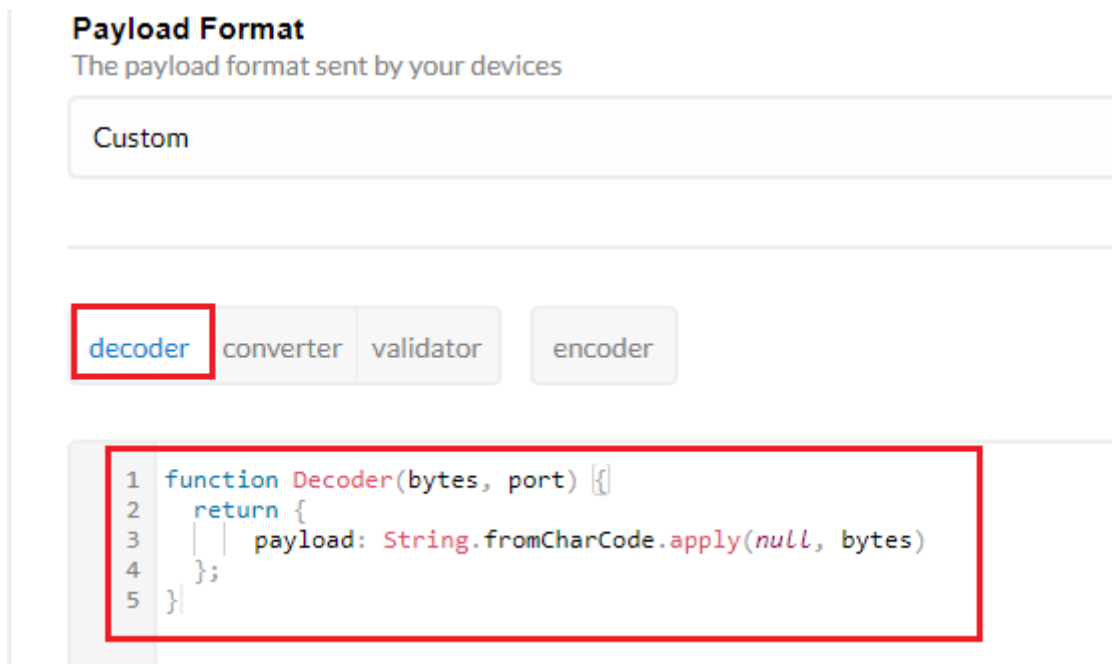 Payload Format
The payload format sent by your devices
Custom
decoder converter validator encoder
1 function Decoder(bytes, port) {
2 return {
3 payload: String.fromCharCode.apply(null, bytes)
4 };
5 }